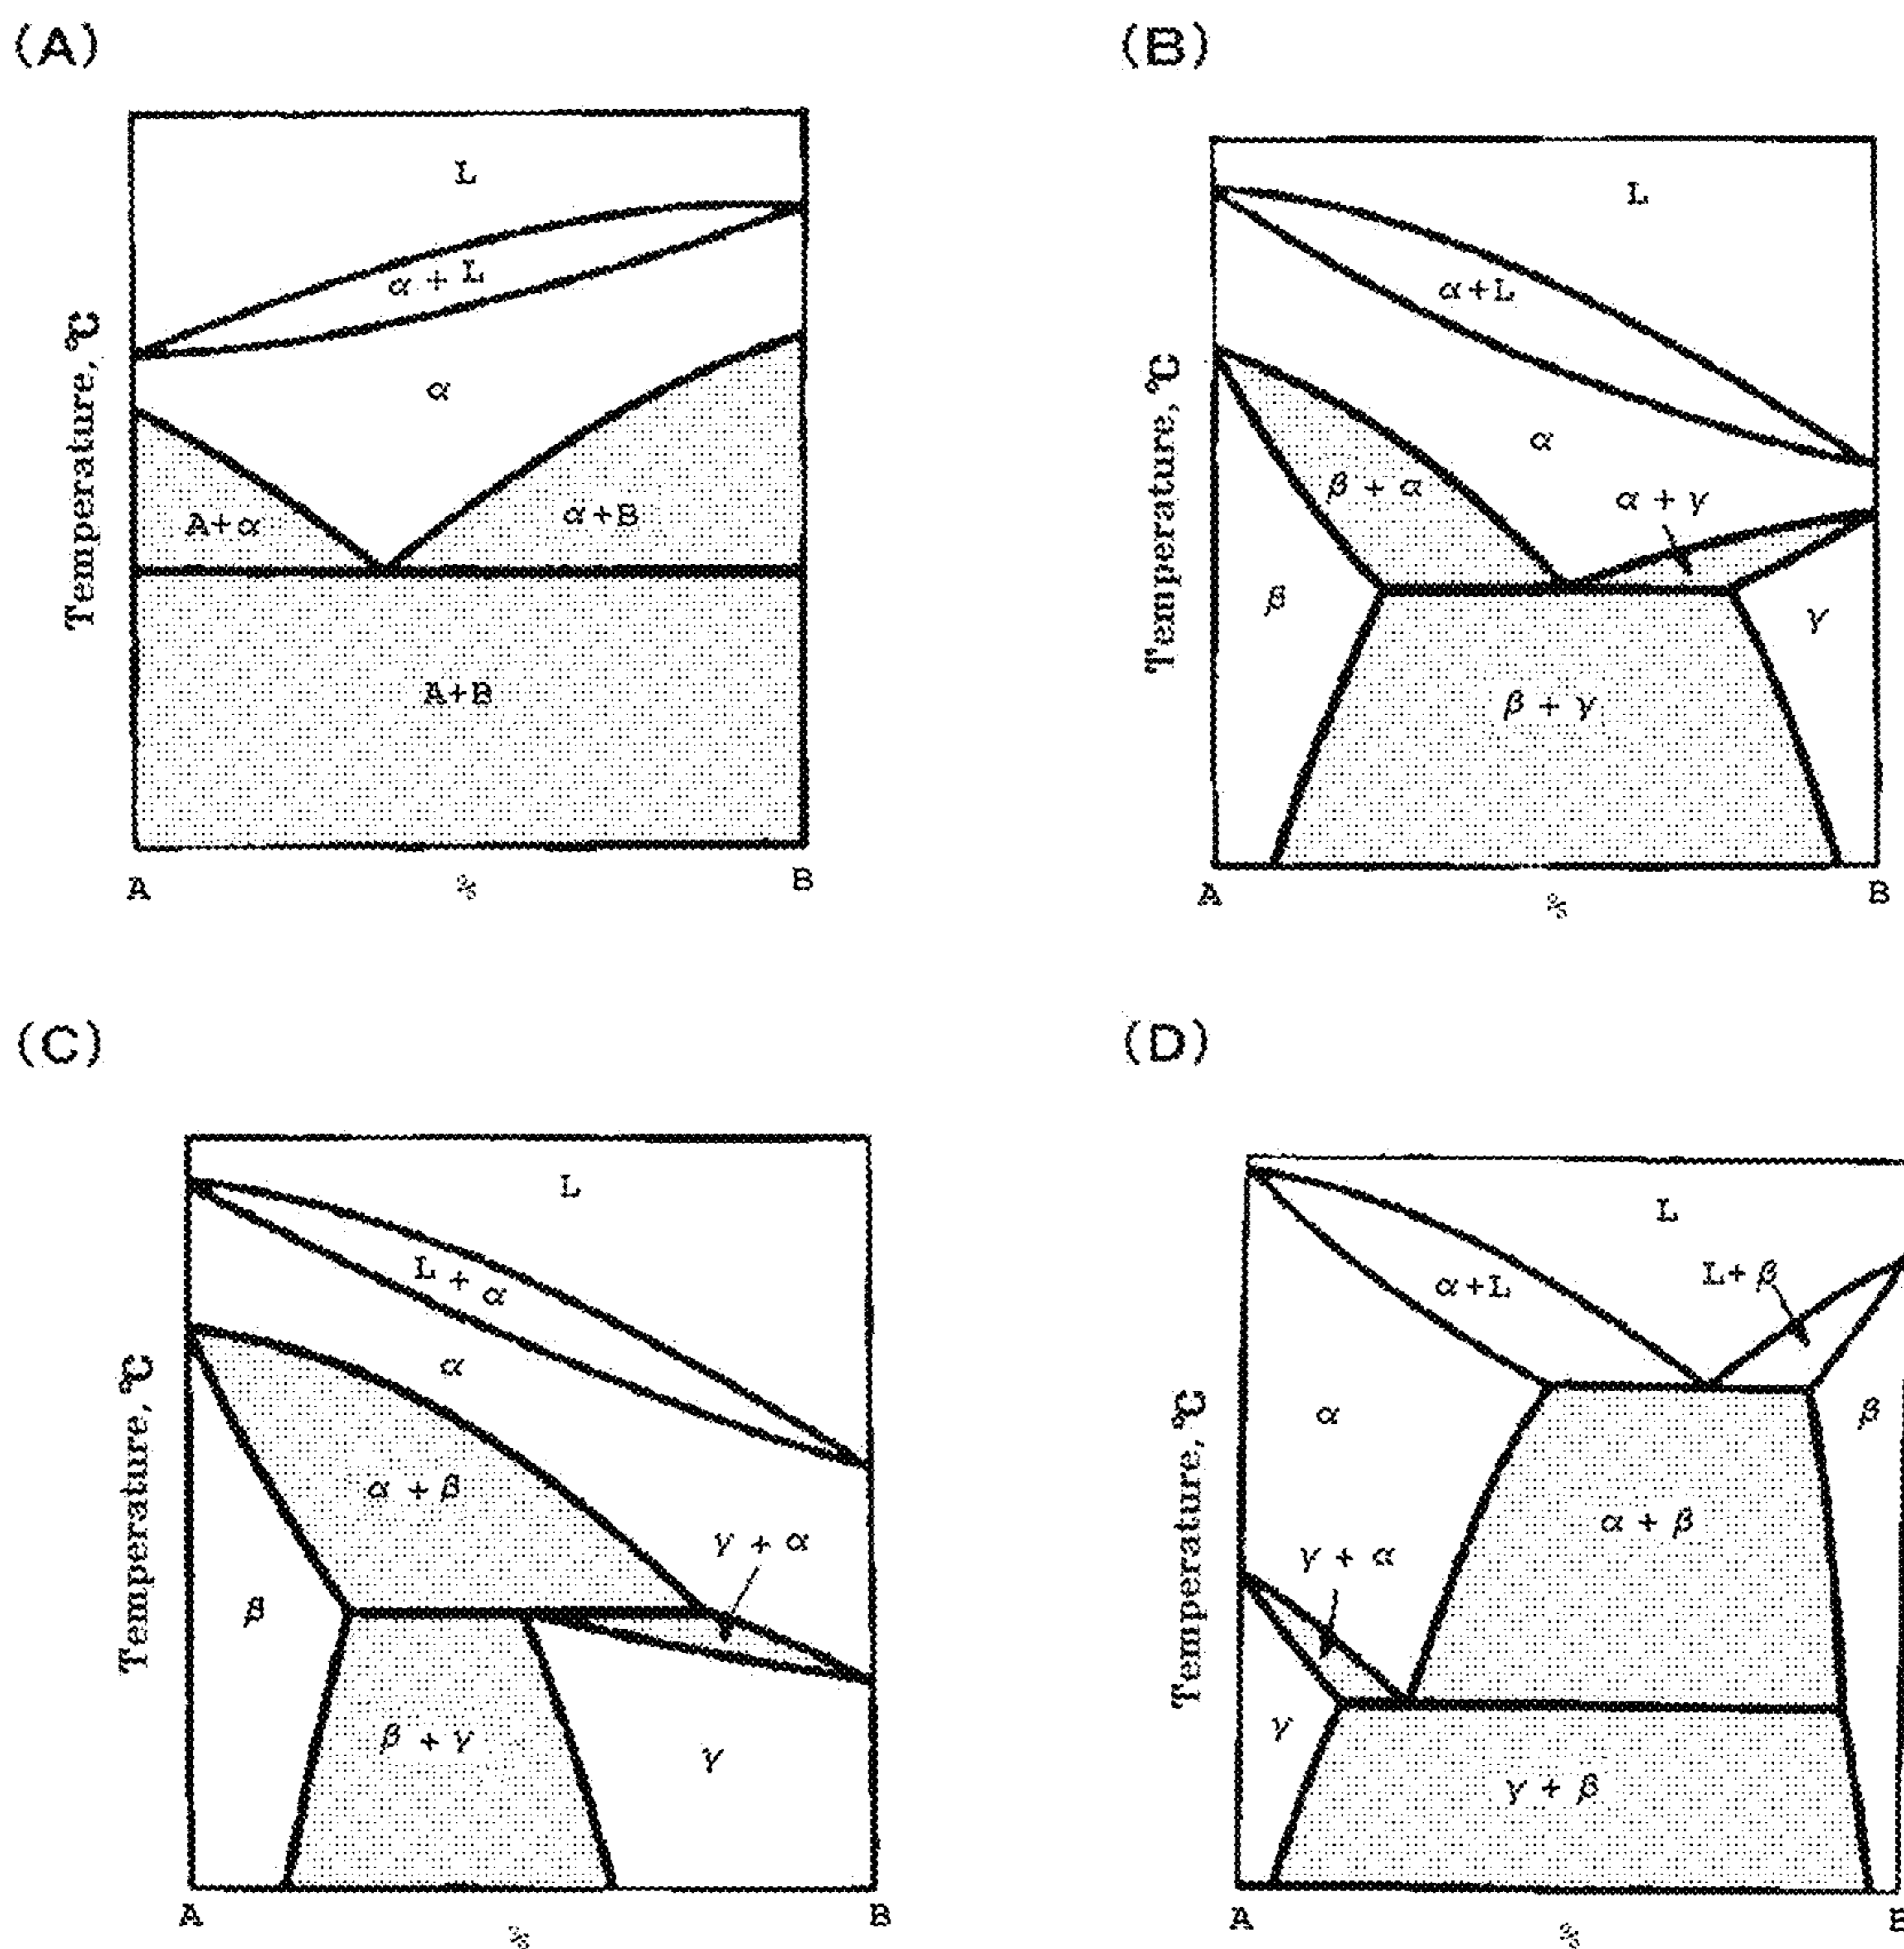 (A)
L
α + L
α
A+α
α+B
A+B
Temperature, ℃
A
%
B
(B)
L
α+L
α
β + α
α + γ
β
γ
β + γ
Temperature, ℃
A
%
B
(C)
L
L + α
α
α + β
γ + α
β
β + γ
γ
Temperature, ℃
A
%
B
(D)
L
α+L
L+β
α
β
α + β
γ + α
γ
γ + β
Temperature, ℃
A
%
B